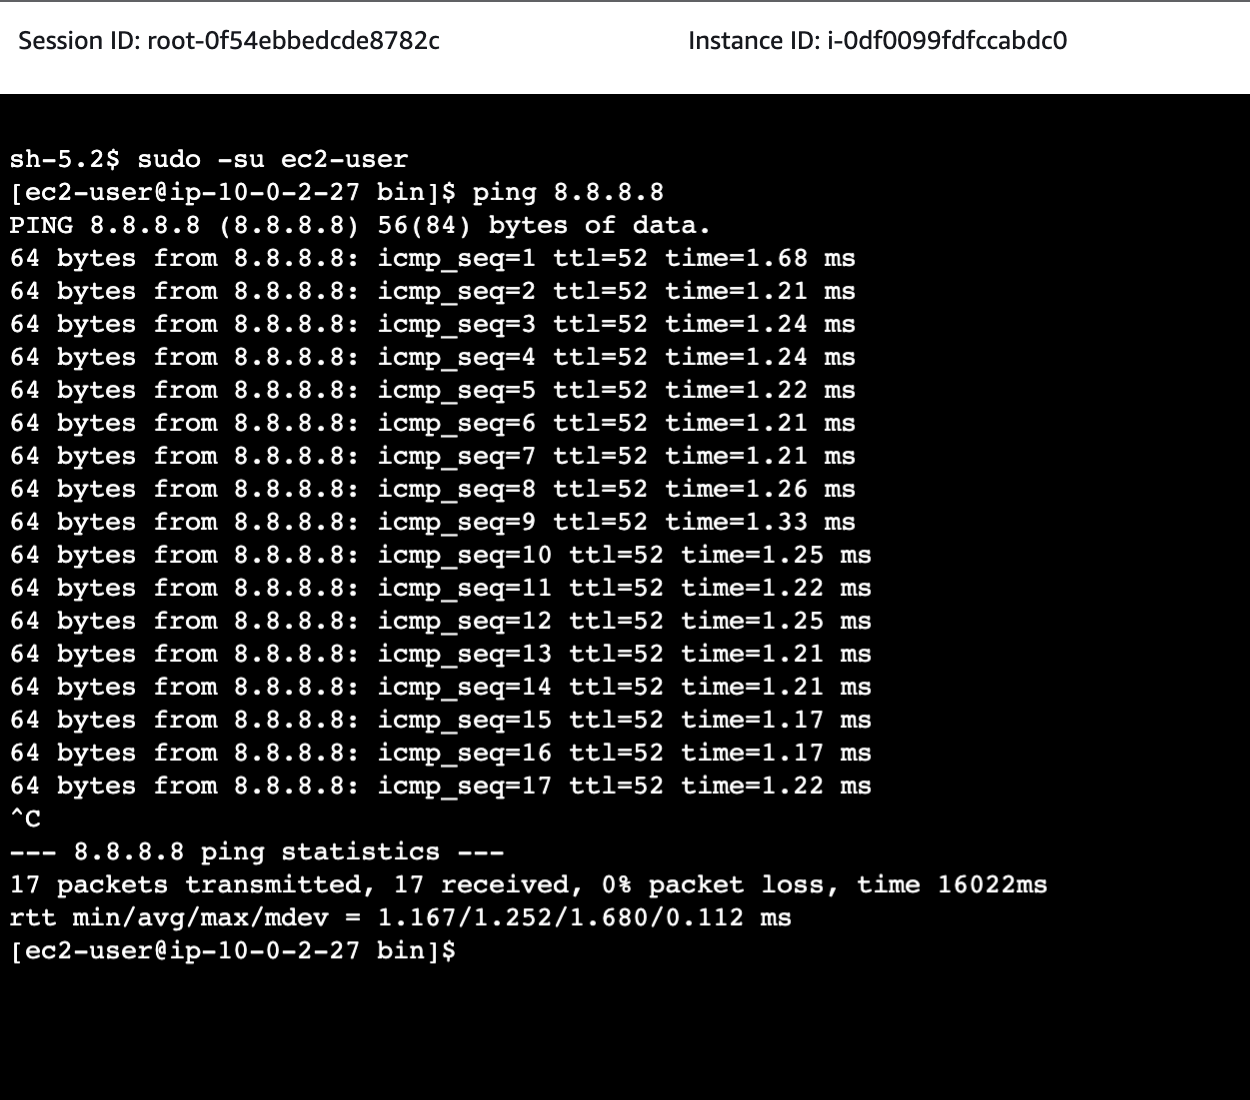 Session ID: root-0f54ebbedcde8782c Instance ID: i-0df0099fdfccabdc0
sh-5.2$ sudo -su ec2-user
[ec2-user@ip-10-0-2-27 bin]$ ping 8.8.8.8
PING 8.8.8.8 (8.8.8.8) 56(84) bytes of data.
64 bytes from 8.8.8.8: icmp_seq=1 ttl=52 time=1.68 ms
64 bytes from 8.8.8.8: icmp_seq=2 ttl=52 time=1.21 ms
64 bytes from 8.8.8.8: icmp_seq=3 ttl=52 time=1.24 ms
64 bytes from 8.8.8.8: icmp_seq=4 ttl=52 time=1.24 ms
64 bytes from 8.8.8.8: icmp_seq=5 ttl=52 time=1.22 ms
64 bytes from 8.8.8.8: icmp_seq=6 ttl=52 time=1.21 ms
64 bytes from 8.8.8.8: icmp_seq=7 ttl=52 time=1.21 ms
64 bytes from 8.8.8.8: icmp_seq=8 ttl=52 time=1.26 ms
64 bytes from 8.8.8.8: icmp_seq=9 ttl=52 time=1.33 ms
64 bytes from 8.8.8.8: icmp_seq=10 ttl=52 time=1.25 ms
64 bytes from 8.8.8.8: icmp_seq=11 ttl=52 time=1.22 ms
64 bytes from 8.8.8.8: icmp_seq=12 ttl=52 time=1.25 ms
64 bytes from 8.8.8.8: icmp_seq=13 ttl=52 time=1.21 ms
64 bytes from 8.8.8.8: icmp_seq=14 ttl=52 time=1.21 ms
64 bytes from 8.8.8.8: icmp_seq=15 ttl=52 time=1.17 ms
64 bytes from 8.8.8.8: icmp_seq=16 ttl=52 time=1.17 ms
64 bytes from 8.8.8.8: icmp_seq=17 ttl=52 time=1.22 ms
^C
--- 8.8.8.8 ping statistics ---
17 packets transmitted, 17 received, 0% packet loss, time 16022ms
rtt min/avg/max/mdev = 1.167/1.252/1.680/0.112 ms
[ec2-user@ip-10-0-2-27 bin]$